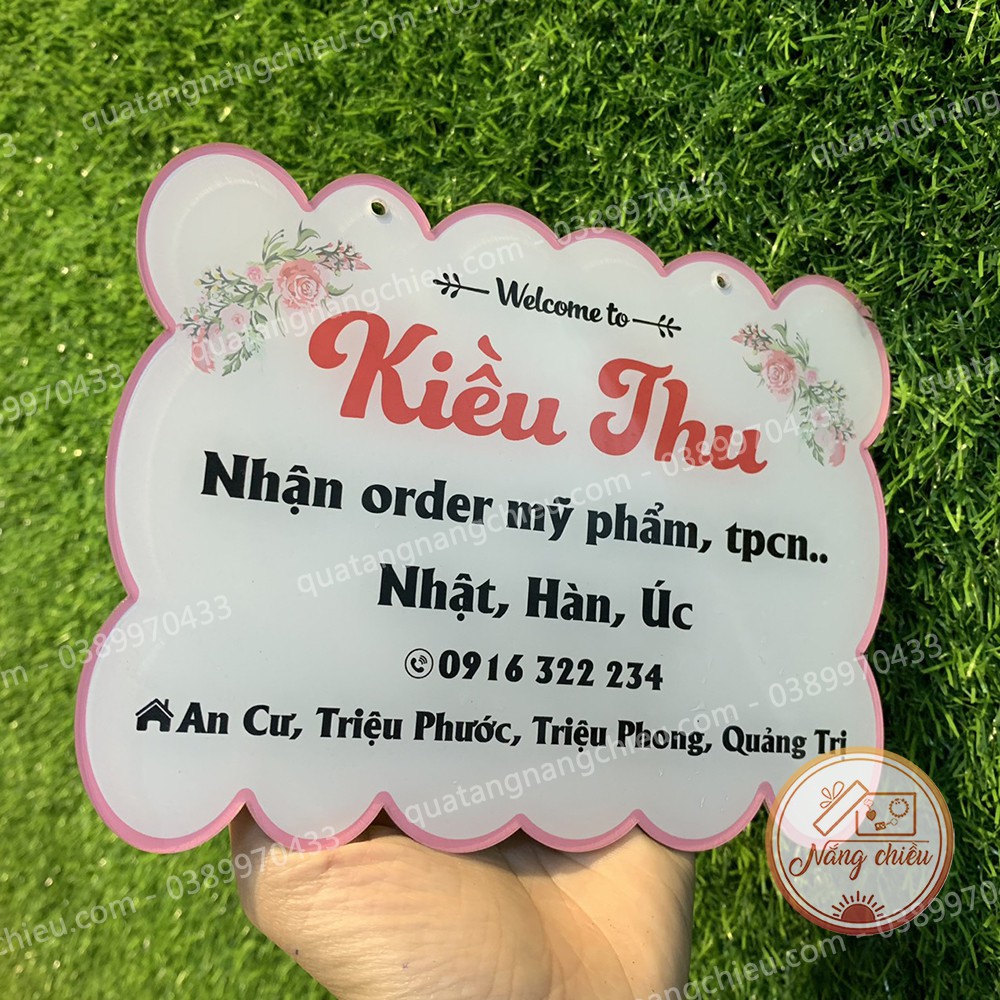 Welcome to
Kiều Thu
Nhận order mỹ phẩm, tpcn..
Nhật, Hàn, Úc
0916 322 234
An Cư, Triệu Phước, Triệu Phong, Quảng Trị
Nắng chiều
quatangnangchieu.com - 0389970433